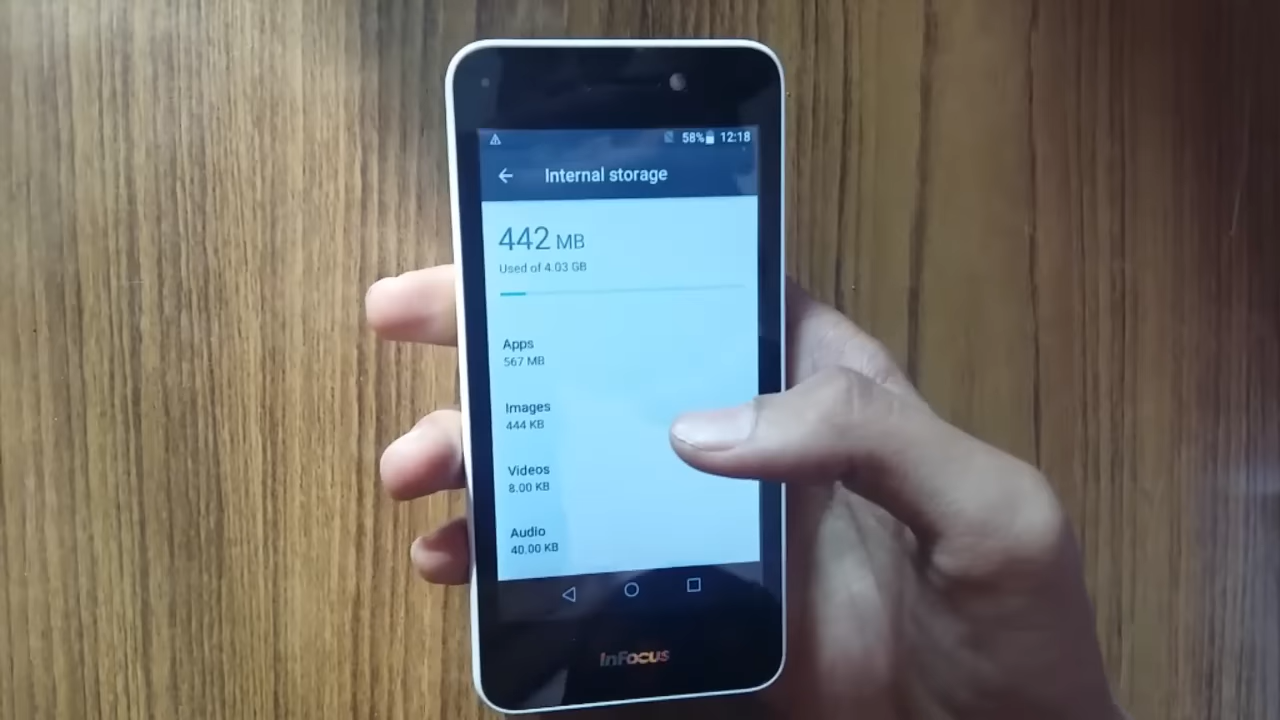 58% 12:18
Internal storage
442 MB
Used of 4.03 GB
Apps
567 MB
Images
444 KB
Videos
8.00 KB
Audio
40.00 KB
InFocus